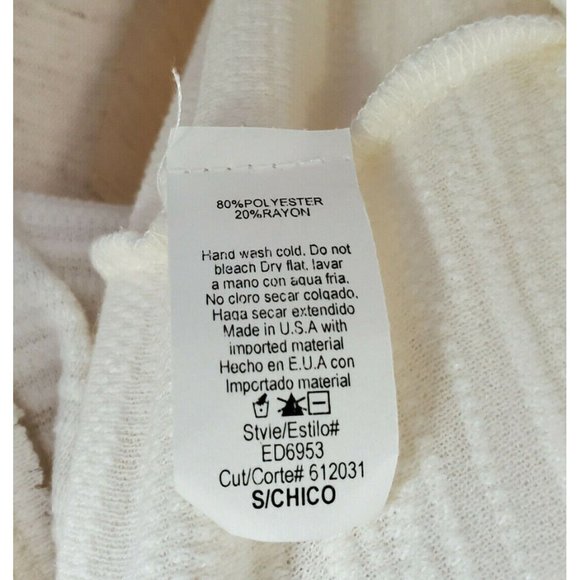 80%POLYESTER
20%RAYON
Hand wash cold. Do not
bleach Dry flat. lavar
a mano con aqua fria.
No cloro secar colgado.
Haga secar extendido
Made in U.S.A with
imported material
Hecho en E.U.A con
Importado material
Style/Estilo#
ED6953
Cut/Corte# 612031
S/CHICO